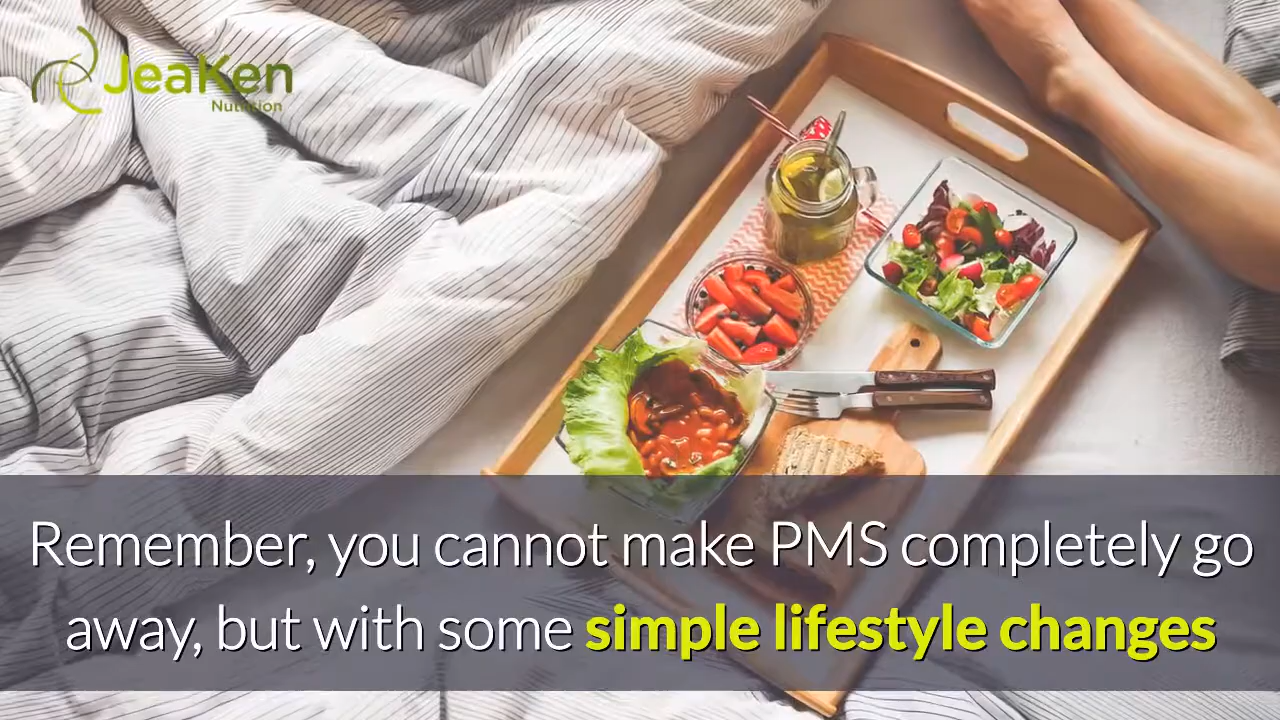 JeaKen
Nutrition
Remember, you cannot make PMS completely go
away, but with some simple lifestyle changes